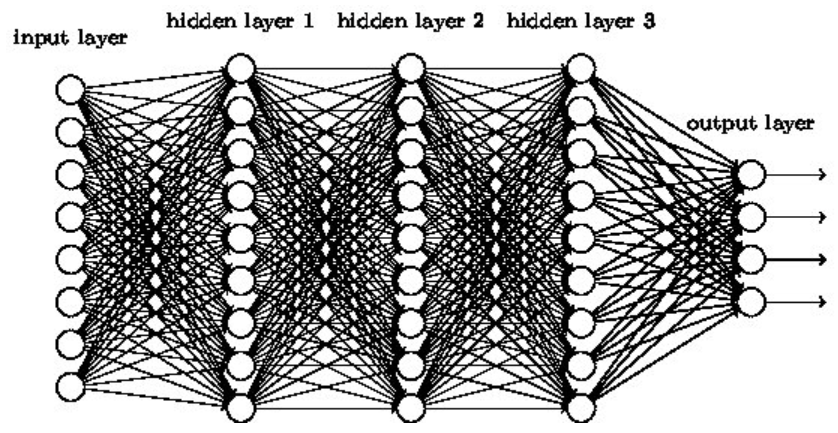 input layer
hidden layer 1
hidden layer 2
hidden layer 3
output layer